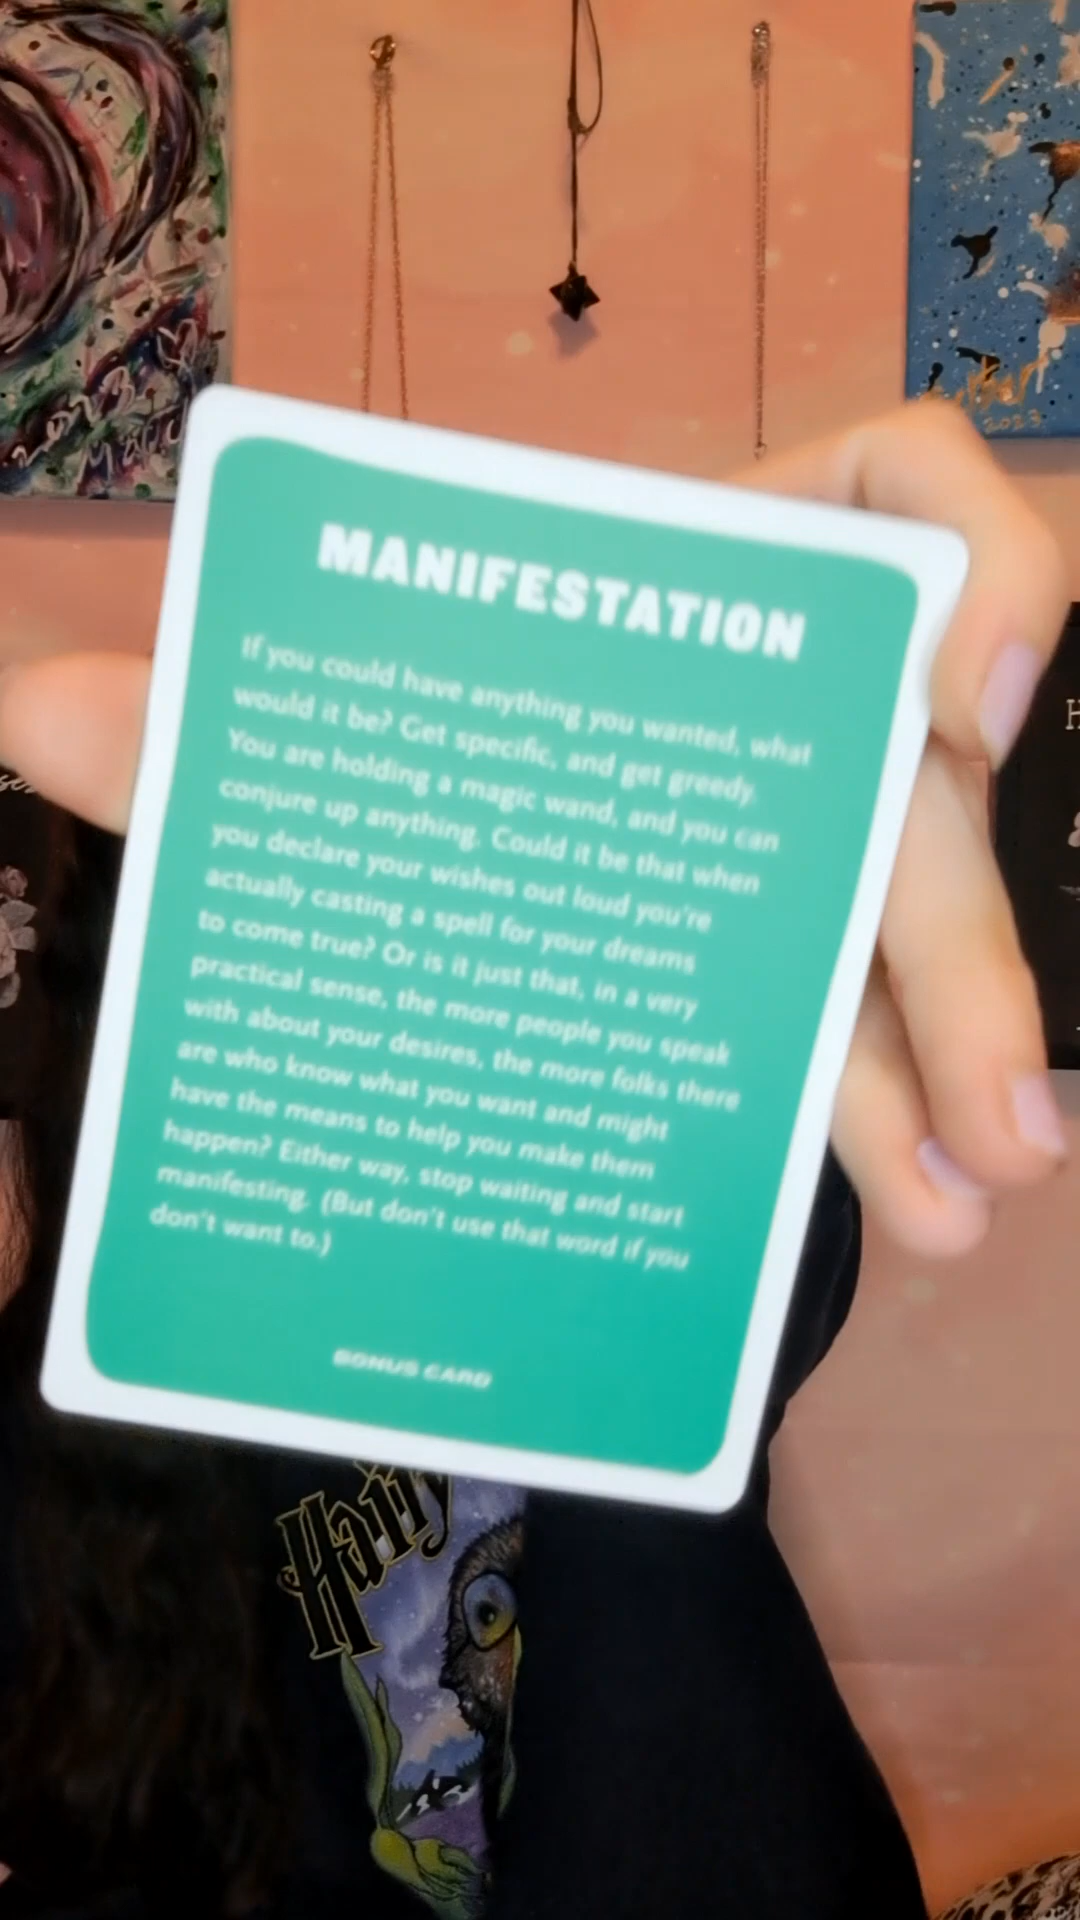 2023
MANIFESTATION
If you could have anything you wanted, what
would it be? Get specific, and get greedy.
You are holding a magic wand, and you can
conjure up anything. Could it be that when
you declare your wishes out loud you're
actually casting a spell for your dreams
to come true? Or is it just that, in a very
practical sense, the more people you speak
with about your desires, the more folks there
are who know what you want and might
have the means to help you make them
happen? Either way, stop waiting and start
manifesting. (But don't use that word if you
don't want to.)
BONUS CARD
Hairy